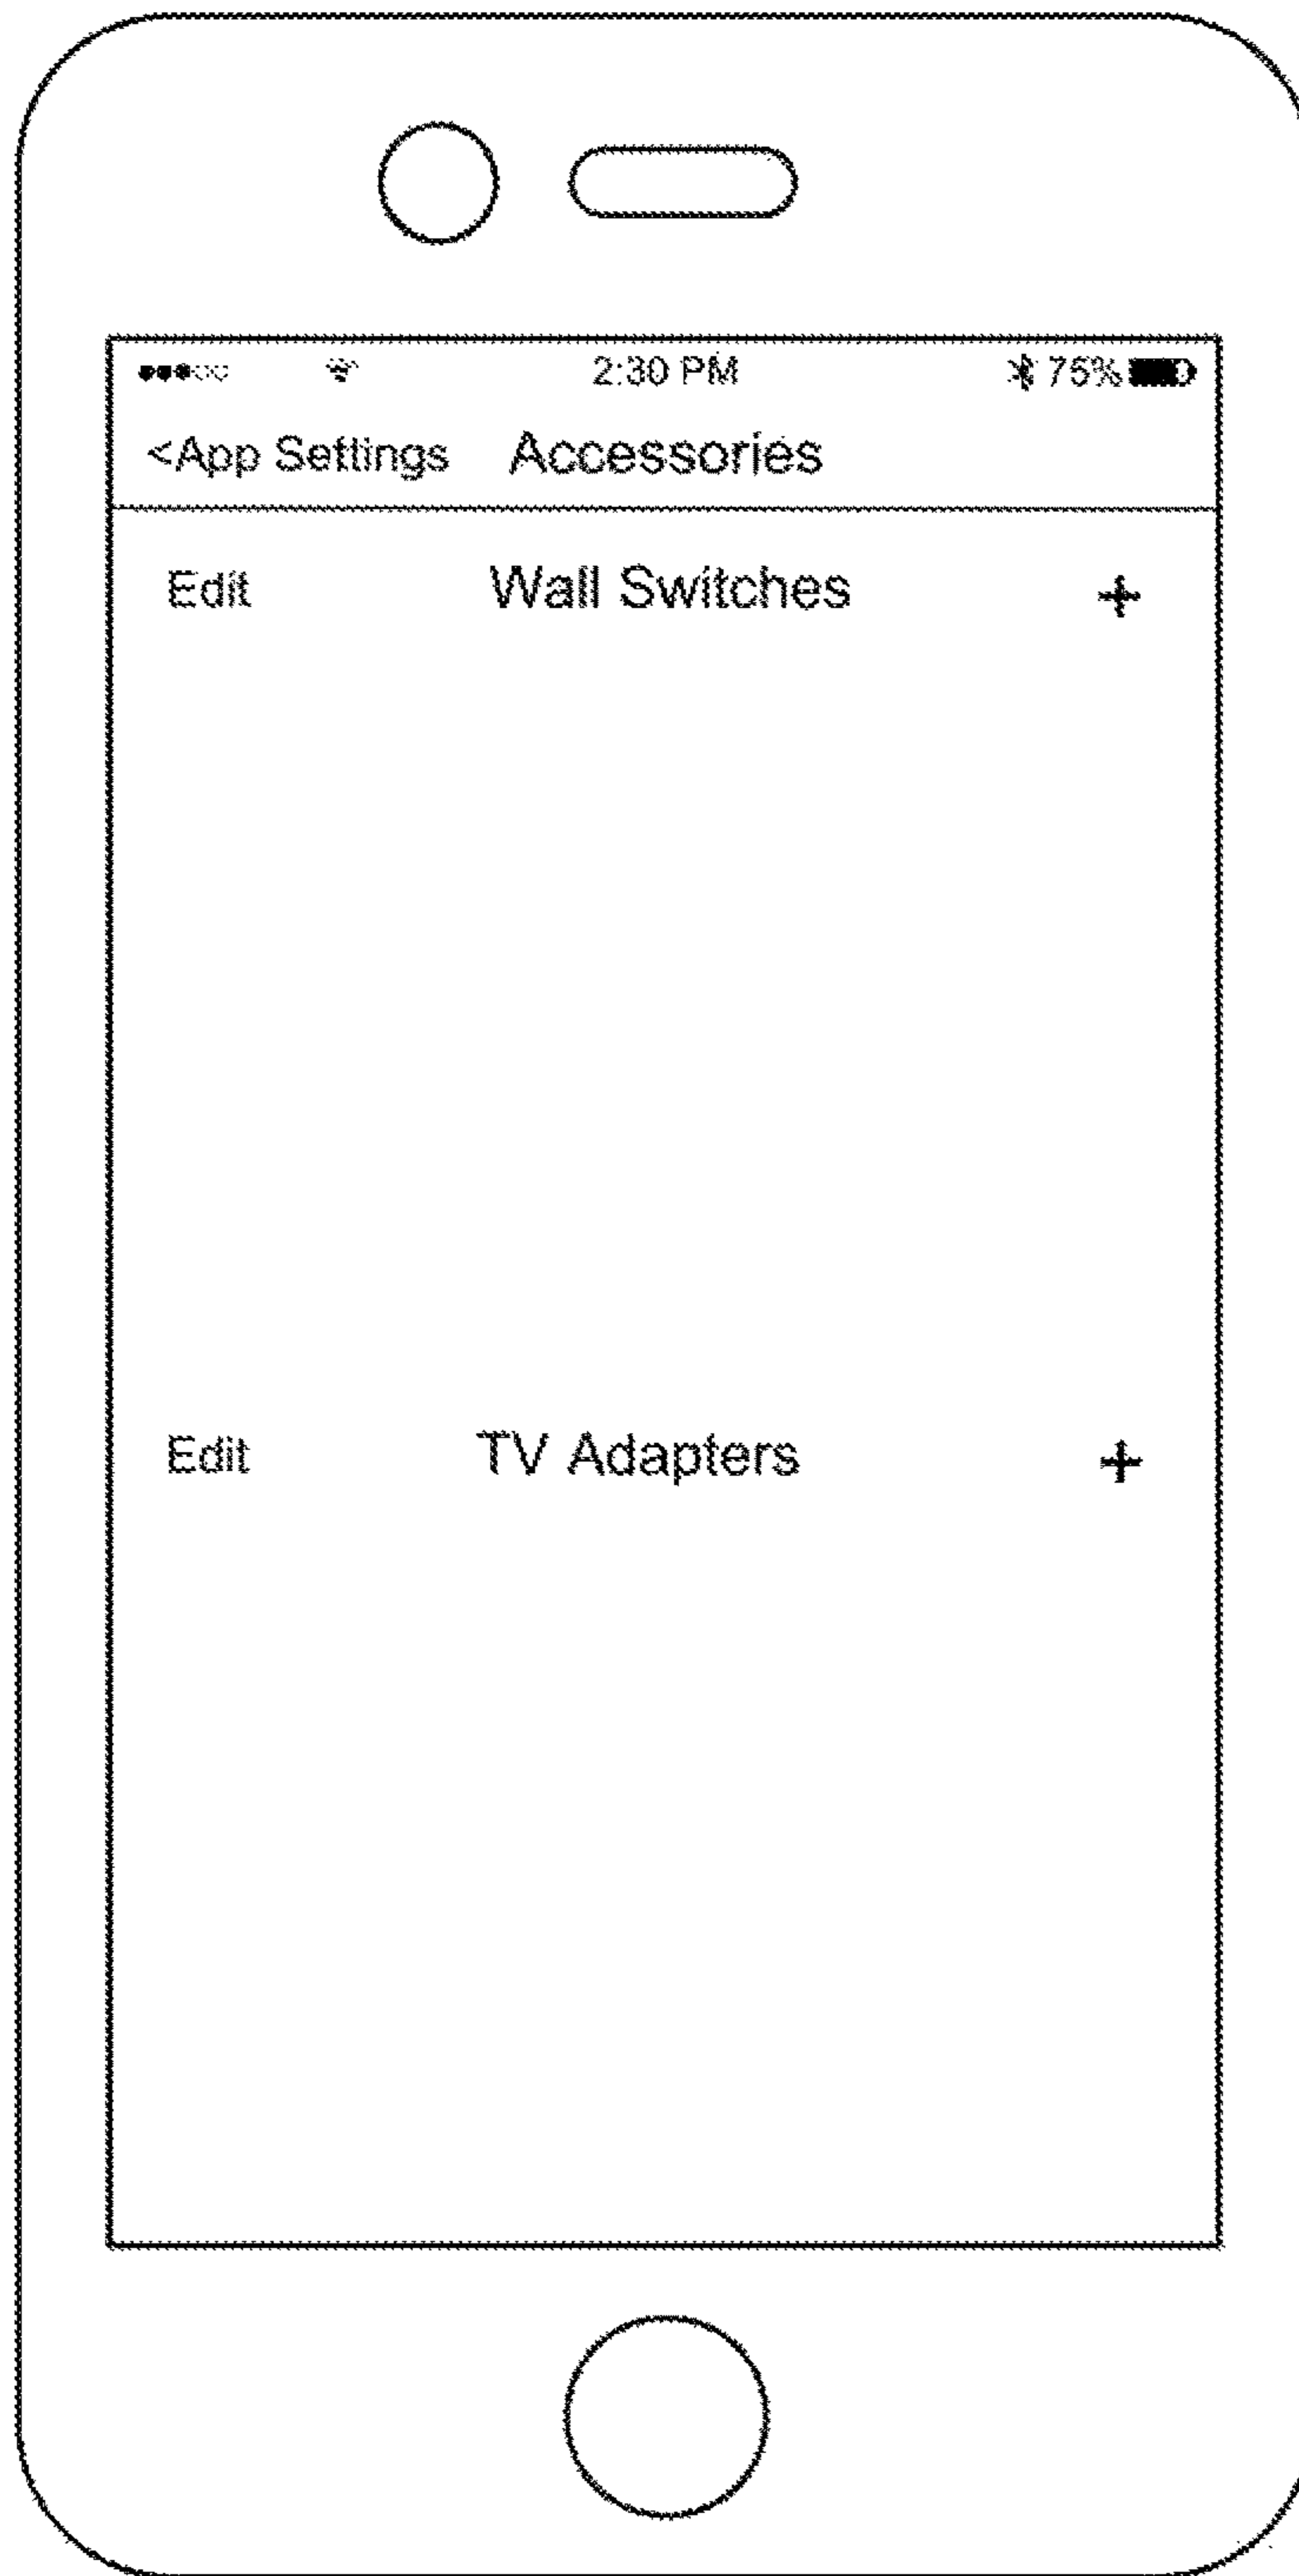 2:30 PM 75%
<App Settings Accessories
Edit Wall Switches +
Edit TV Adapters +